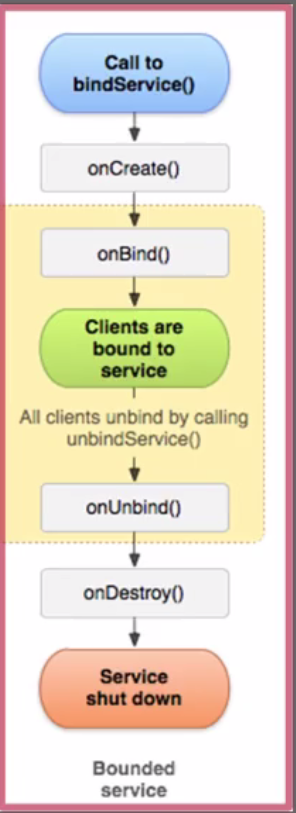 Call to
bindService()
onCreate()
onBind()
Clients are
bound to
service
All clients unbind by calling
unbindService()
onUnbind()
onDestroy()
Service
shut down
Bounded
service